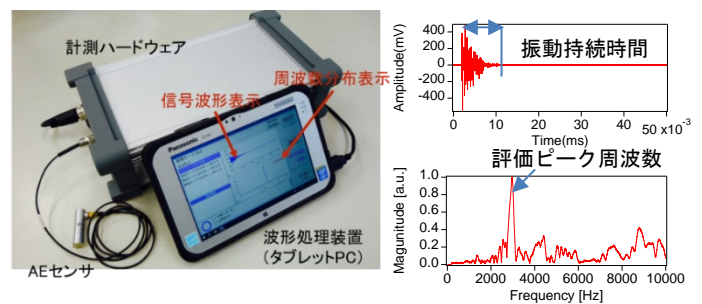 計測ハードウェア
周波数分布表示
信号波形表示
Panasonic
波形処理装置
(タブレットPC)
AEセンサ
Amplitude(mV)
400
200
0
-200
-400
振動持続時間
0
10
20
30
40
50 x10⁻³
Time(ms)
評価ピーク周波数
Magunitude [a.u.]
1.0
0.8
0.6
0.4
0.2
0.0
0
2000
4000
6000
8000
10000
Frequency [Hz]